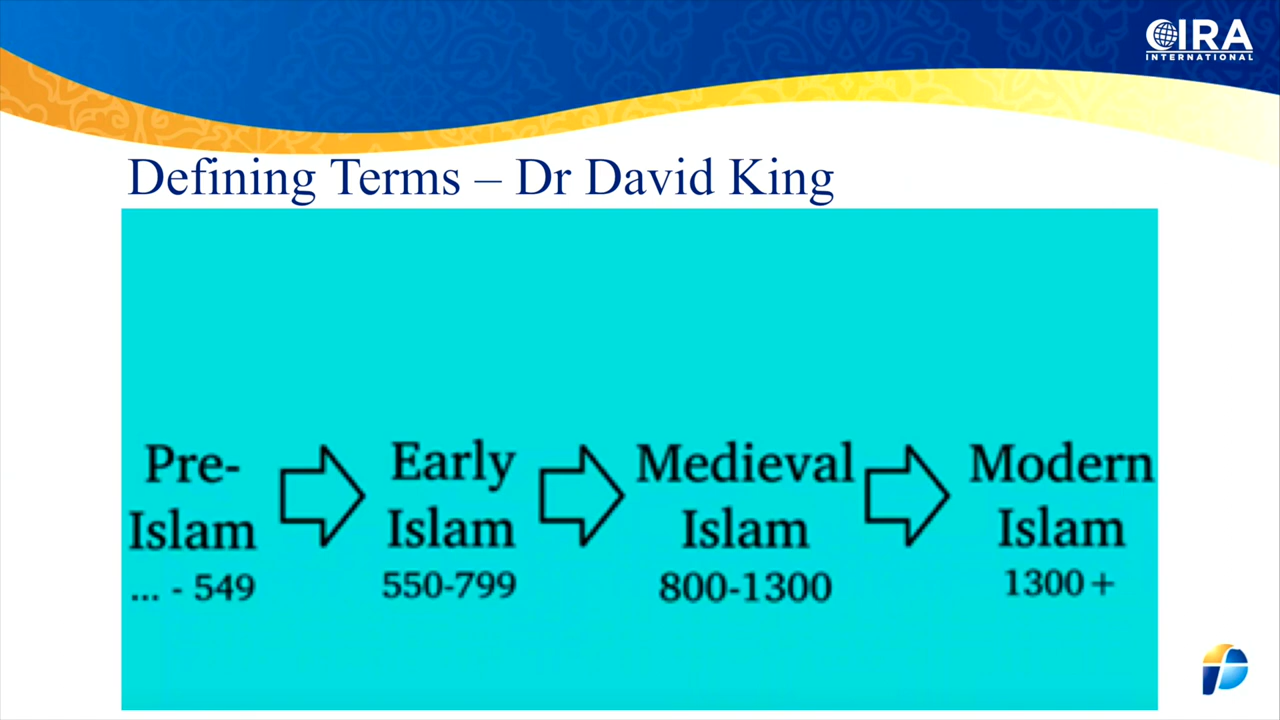 CIRA
INTERNATIONAL
Defining Terms – Dr David King
Pre-
Islam
... - 549
Early
Islam
550-799
Medieval
Islam
800-1300
Modern
Islam
1300 +